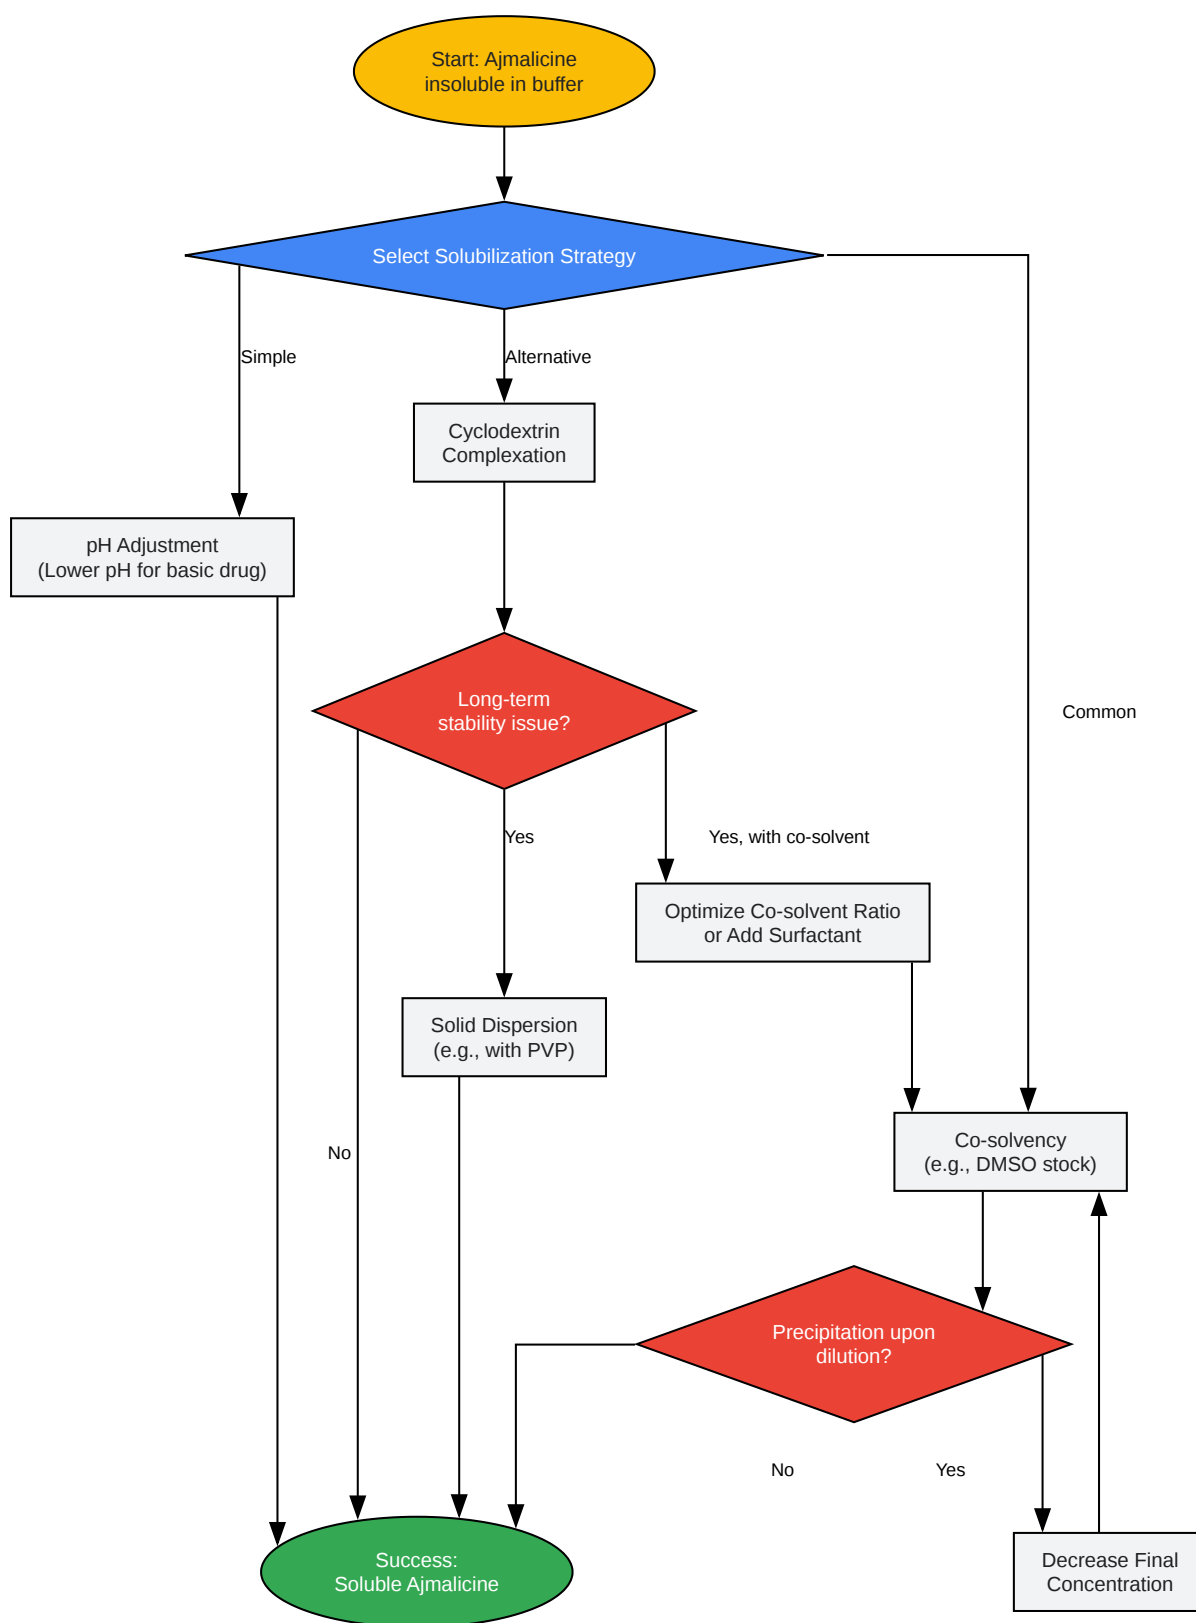 Start: Ajmalicine
insoluble in buffer
Select Solubilization Strategy
Simple
Alternative
Cyclodextrin
Complexation
pH Adjustment
(Lower pH for basic drug)
Long-term
stability issue?
Common
Yes
Yes, with co-solvent
Optimize Co-solvent Ratio
or Add Surfactant
Solid Dispersion
(e.g., with PVP)
No
Co-solvency
(e.g., DMSO stock)
Precipitation upon
dilution?
No
Yes
Success:
Soluble Ajmalicine
Decrease Final
Concentration